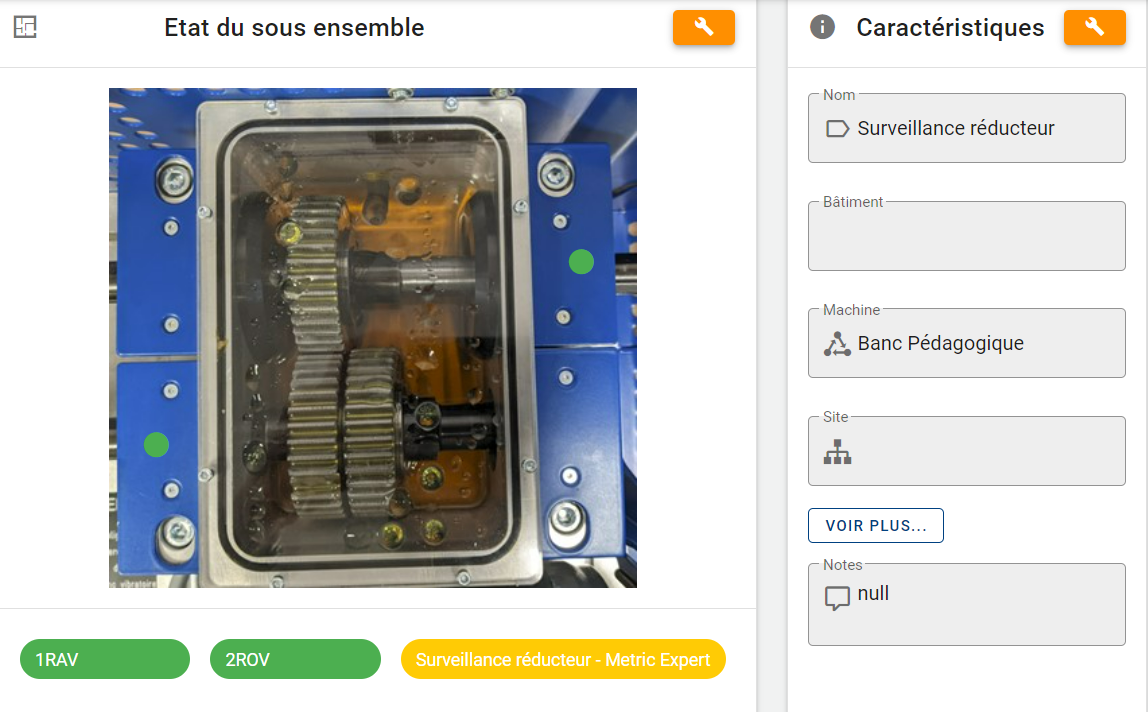 Etat du sous ensemble
vibratoire
1RAV
2ROV
Surveillance réducteur - Metric Expert
Caractéristiques
Nom
Surveillance réducteur
Bâtiment
Machine
Banc Pédagogique
Site
VOIR PLUS...
Notes
null